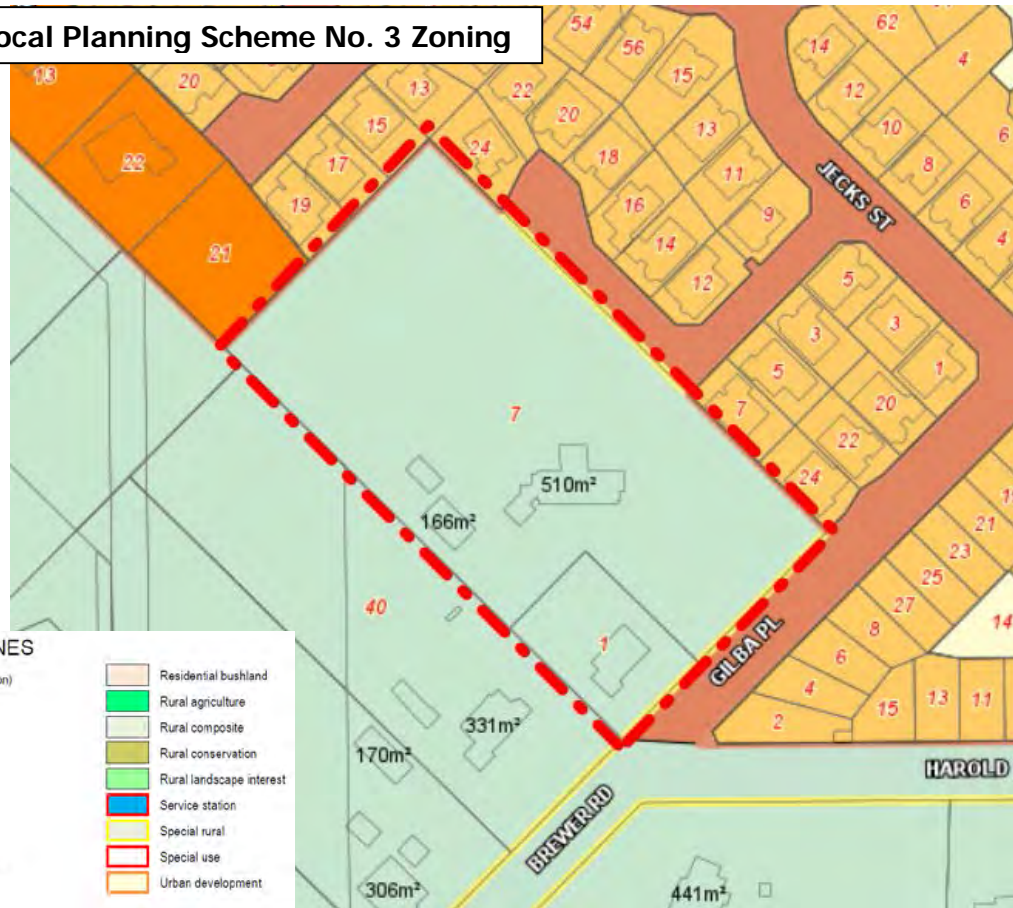 ocal Planning Scheme No. 3 Zoning
54
62
56
14
4
13
20
13
22
15
12
15
20
22
24
13
10
6
17
18
8
11
JECKS ST
19
16
9
6
21
14
4
12
5
3
3
1
5
7
20
7
22
510m²
24
166m²
21
23
25
40
27
14
1
GILBA PL
8
6
NES
on)
4
15
13
11
Residential bushland
2
331m²
Rural agriculture
170m²
Rural composite
Rural conservation
HAROLD
Rural landscape interest
Service station
BREWER RD
Special rural
Special use
306m²
441m²
Urban development